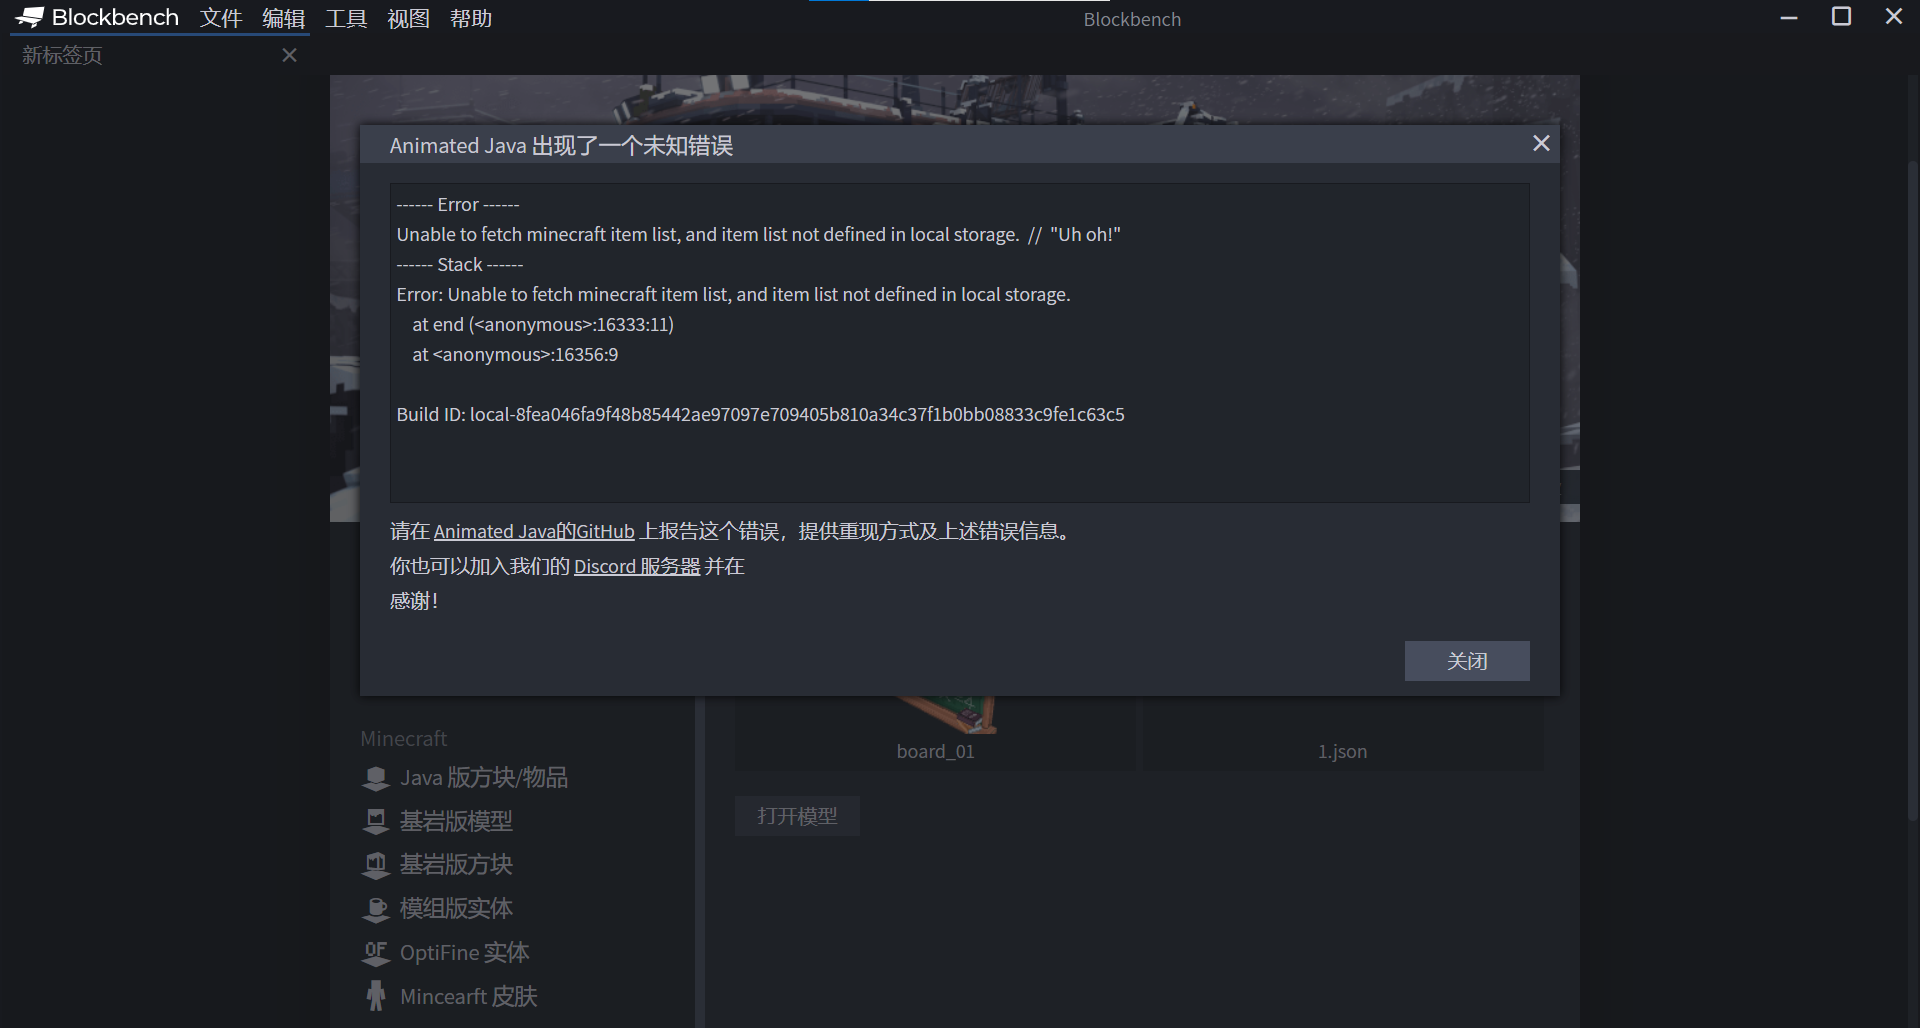 Blockbench 文件 编辑 工具 视图 帮助
Blockbench
新标签页
Animated Java 出现了一个未知错误
------ Error ------
Unable to fetch minecraft item list, and item list not defined in local storage.  //  "Uh oh!"
------ Stack ------
Error: Unable to fetch minecraft item list, and item list not defined in local storage.
at end (<anonymous>:16333:11)
at <anonymous>:16356:9
Build ID: local-8fea046fa9f48b85442ae97097e709405b810a34c37f1b0bb08833c9fe1c63c5
请在 Animated Java的GitHub 上报告这个错误，提供重现方式及上述错误信息。
你也可以加入我们的 Discord 服务器 并在
感谢！
关闭
Minecraft
Java 版方块/物品
基岩版模型
基岩版方块
模组版实体
OptiFine 实体
Mincearft 皮肤
board_01
1.json
打开模型